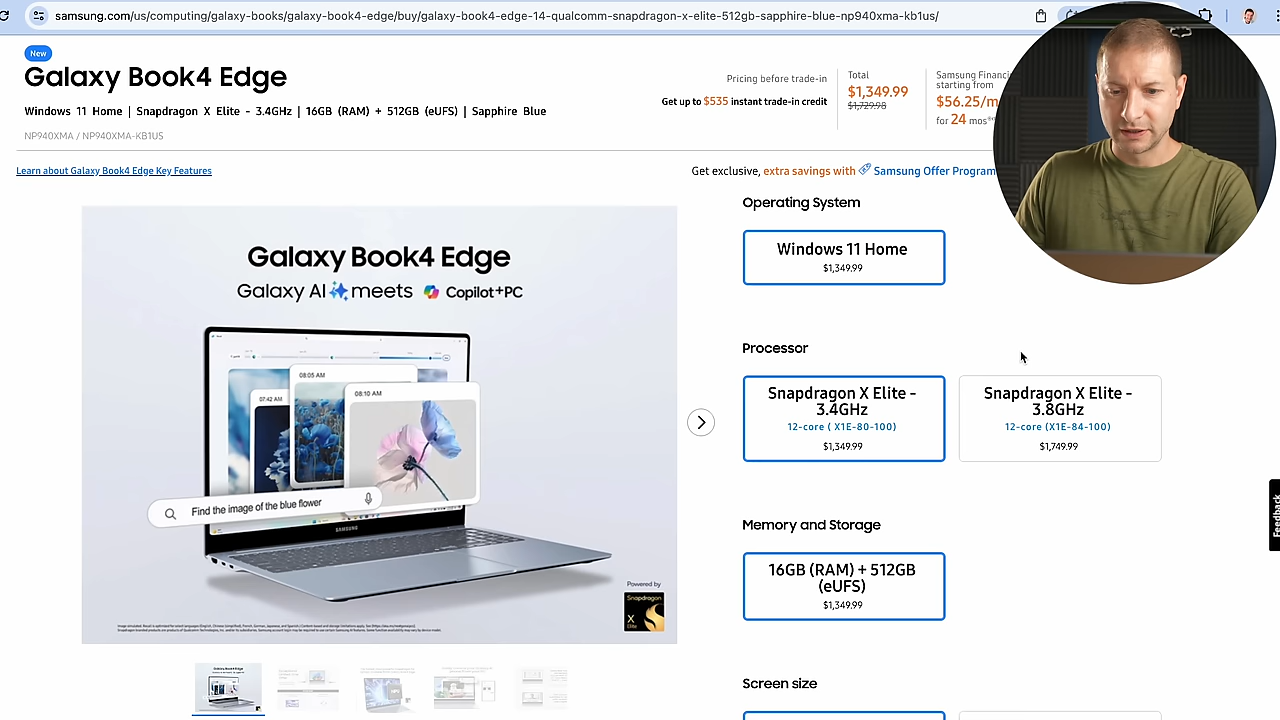 samsung.com/us/computing/galaxy-books/galaxy-book4-edge/buy/galaxy-book4-edge-14-qualcomm-snapdragon-x-elite-512gb-sapphire-blue-np940xma-kb1us/
New
Galaxy Book4 Edge
Windows 11 Home | Snapdragon X Elite - 3.4GHz | 16GB (RAM) + 512GB (eUFS) | Sapphire Blue
NP940XMA / NP940XMA-KB1US
Pricing before trade-in
Get up to $535 instant trade-in credit
Total
$1,349.99
$1,729.98
Samsung
starting from
$56.25/m
for 24 mos
Learn about Galaxy Book4 Edge Key Features
Get exclusive, extra savings with Samsung Offer Program
Galaxy Book4 Edge
Galaxy AI meets Copilot+PC
07:42 AM
08:05 AM
08:10 AM
Find the image of the blue flower
SAMSUNG
Powered by
Snapdragon
X
Elite
Operating System
Windows 11 Home
$1,349.99
Processor
Snapdragon X Elite -
3.4GHz
12-core ( X1E-80-100)
$1,349.99
Snapdragon X Elite -
3.8GHz
12-core (X1E-84-100)
$1,749.99
Memory and Storage
16GB (RAM) + 512GB
(eUFS)
$1,349.99
Screen size
Feedback